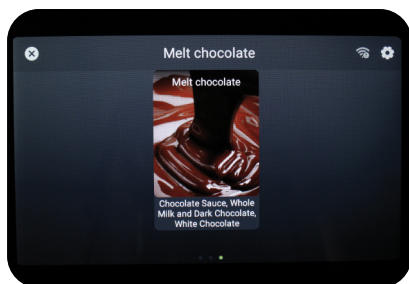 Melt chocolate
Melt chocolate
Chocolate Sauce, Whole
Milk and Dark Chocolate,
White Chocolate